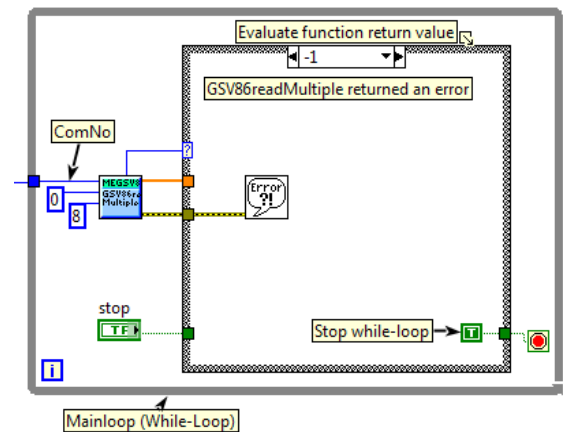 Evaluate function return value
-1
GSV86readMultiple returned an error
ComNo
MEGSV8
GSV86re
Multiple
0
8
Error
?!
stop
TF
Stop while-loop
T
i
Mainloop (While-Loop)